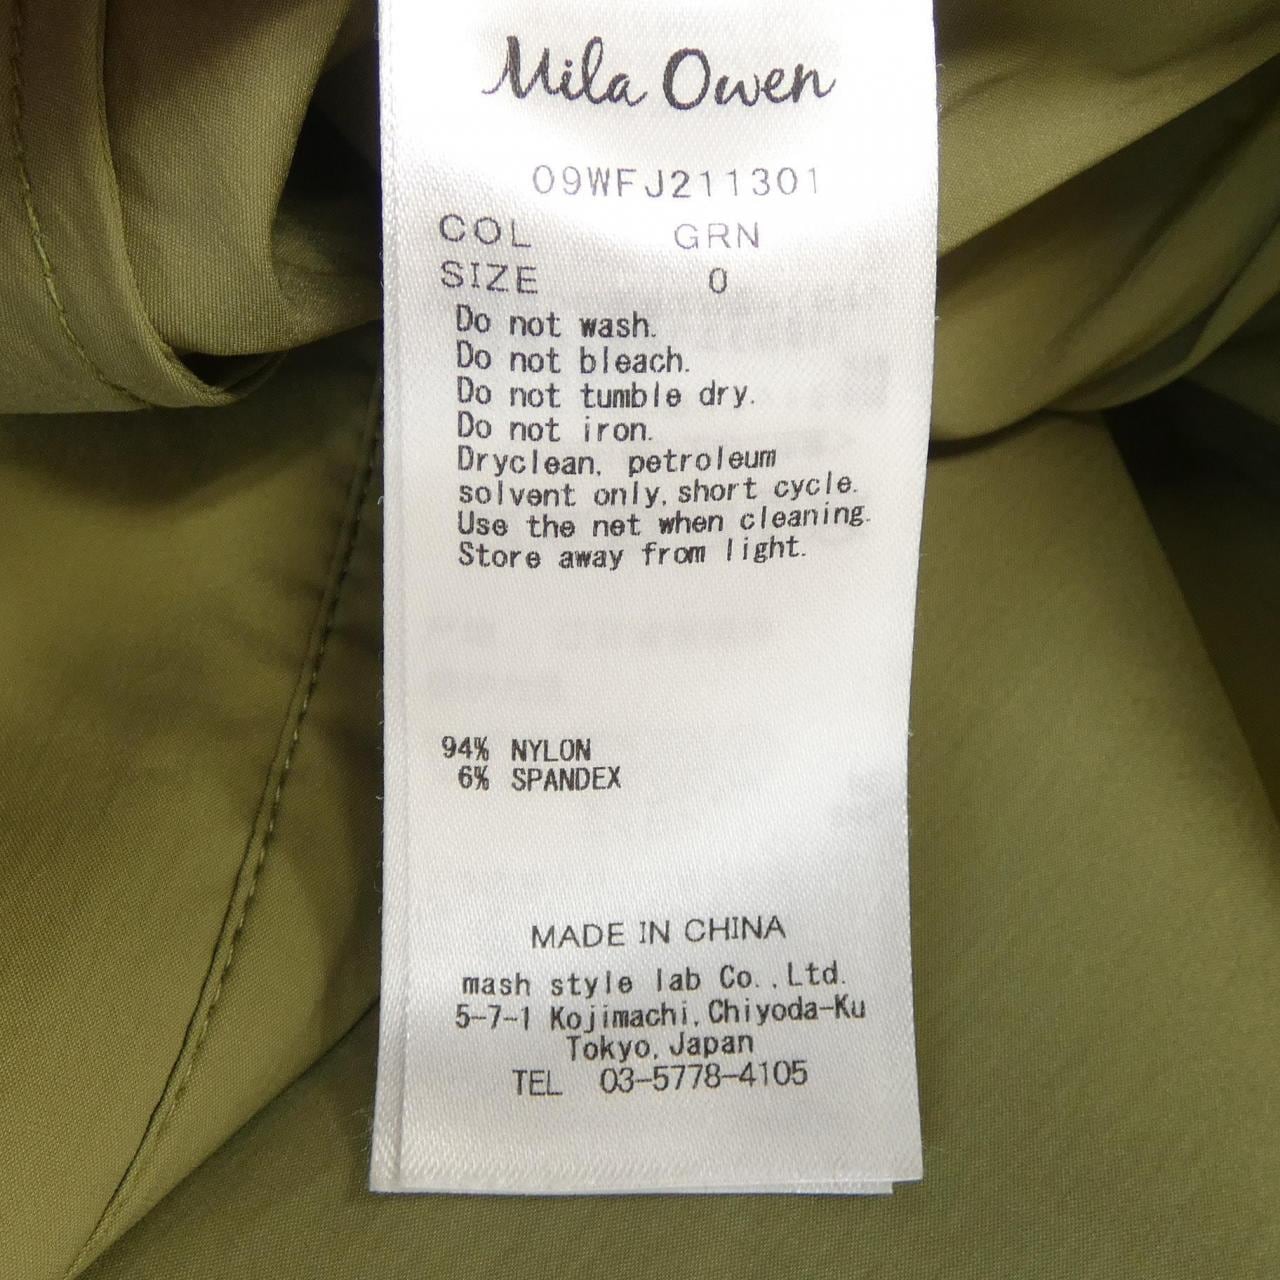 Mila Owen
09WFJ211301
COL GRN
SIZE 0
Do not wash.
Do not bleach.
Do not tumble dry.
Do not iron.
Dryclean, petroleum
solvent only, short cycle.
Use the net when cleaning.
Store away from light.
94% NYLON
6% SPANDEX
MADE IN CHINA
mash style lab Co.,Ltd.
5-7-1 Kojimachi,Chiyoda-Ku
Tokyo,Japan
TEL 03-5778-4105